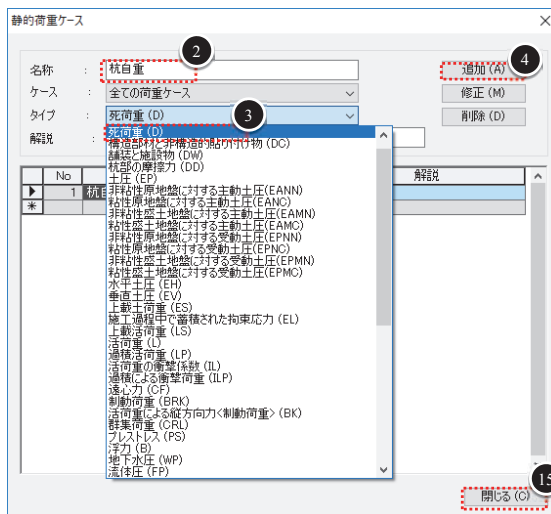 静的荷重ケース
名称 : 杭自重
2
追加 (A)
4
ケース : 全ての荷重ケース
修正 (M)
タイプ : 死荷重 (D)
3
削除 (D)
解説 :
死荷重 (D)
構造部材と非構造的貼り付け物 (DC)
舗装と施設物 (DW)
杭部の摩擦力 (DD)
土圧 (EP)
非粘性原地盤に対する主動土圧(EANN)
粘性原地盤に対する主動土圧(EANC)
非粘性盛土地盤に対する主動土圧(EAMN)
粘性盛土地盤に対する主動土圧(EAMC)
非粘性原地盤に対する受動土圧(EPNN)
粘性原地盤に対する受動土圧(EPNC)
非粘性盛土地盤に対する受動土圧(EPMN)
粘性盛土地盤に対する受動土圧(EPMC)
水平土圧 (EH)
垂直土圧 (EV)
上載土荷重 (ES)
施工過程中で蓄積された拘束応力 (EL)
上載活荷重 (LS)
活荷重 (L)
過積活荷重 (LP)
活荷重の衝撃係数 (IL)
過積による衝撃荷重 (ILP)
遠心力 (CF)
制動荷重 (BRK)
活荷重による縦方向力<制動荷重> (BK)
群集荷重 (CRL)
プレストレス (PS)
浮力 (B)
地下水圧 (WP)
流体圧 (FP)
No 解説
1 杭自
*
15
閉じる (C)